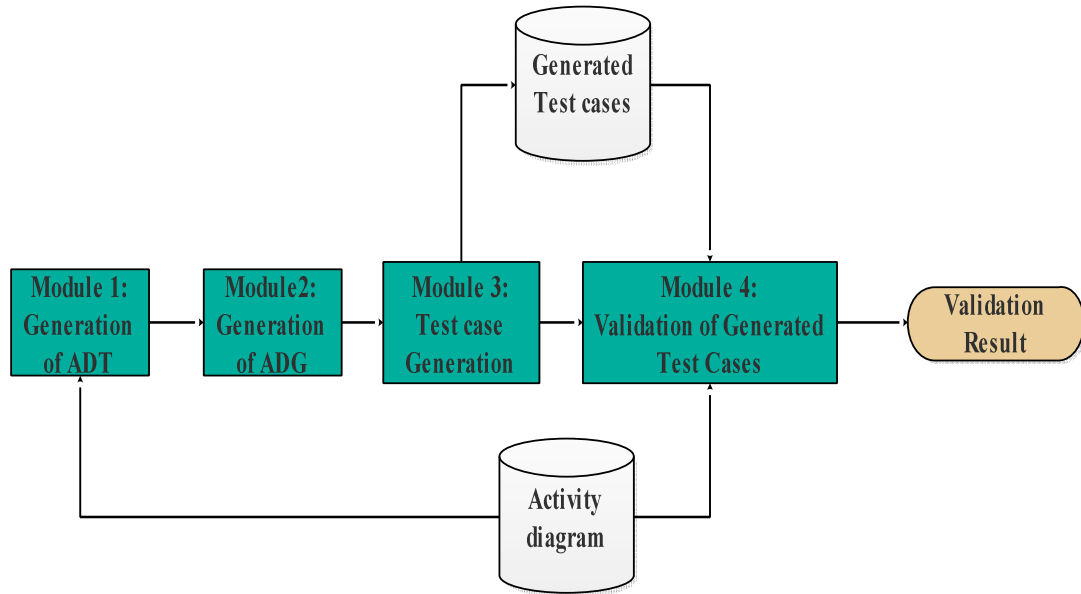 Generated
Test cases
Module 1:
Generation
of ADT
Module2:
Generation
of ADG
Module 3:
Test case
Generation
Module 4:
Validation of Generated
Test Cases
Validation
Result
Activity
diagram